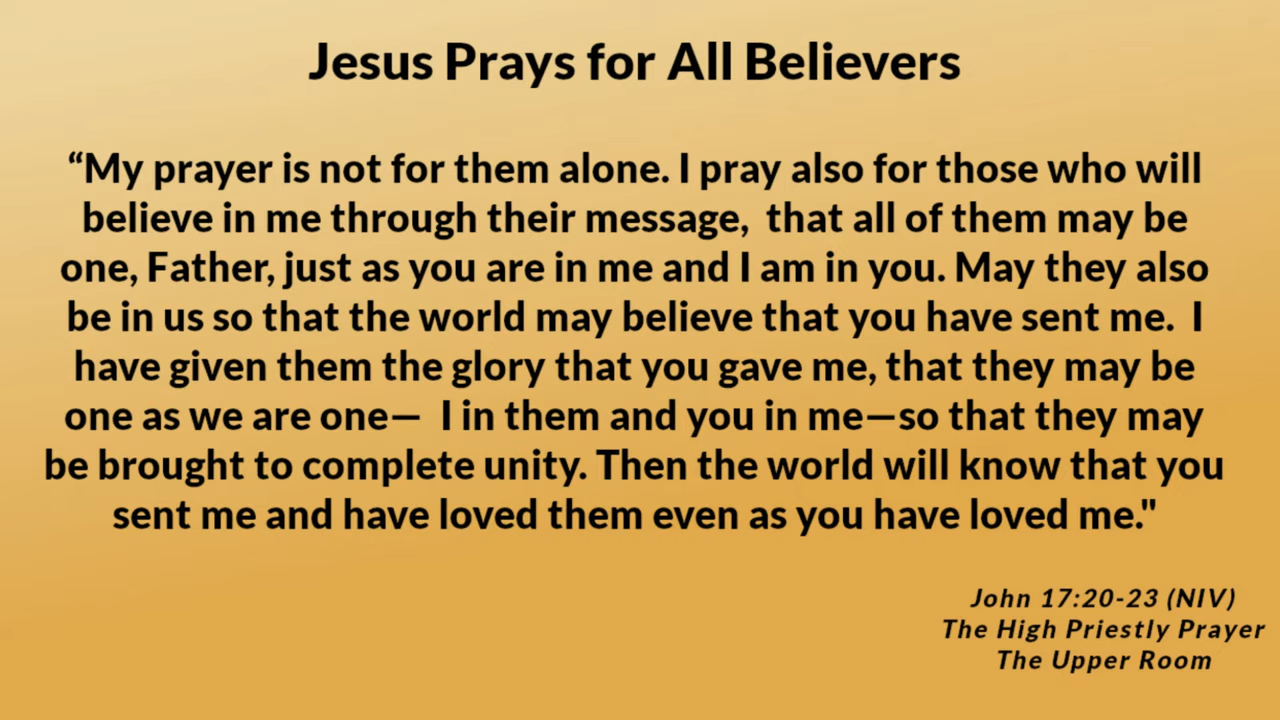 Jesus Prays for All Believers
“My prayer is not for them alone. I pray also for those who will
believe in me through their message,  that all of them may be
one, Father, just as you are in me and I am in you. May they also
be in us so that the world may believe that you have sent me.  I
have given them the glory that you gave me, that they may be
one as we are one—  I in them and you in me—so that they may
be brought to complete unity. Then the world will know that you
sent me and have loved them even as you have loved me."
John 17:20-23 (NIV)
The High Priestly Prayer
The Upper Room